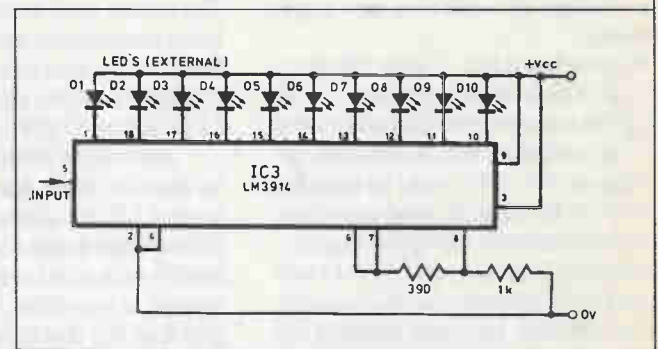 LED'S (EXTERNAL)
+Vcc
D1 D2 D3 D4 D5 D6 D7 D8 D9 D10
1 18 17 16 15 14 13 12 11 10
5
INPUT
IC3
LM3914
9
3
2 4 6 7 8
390 1k
0V